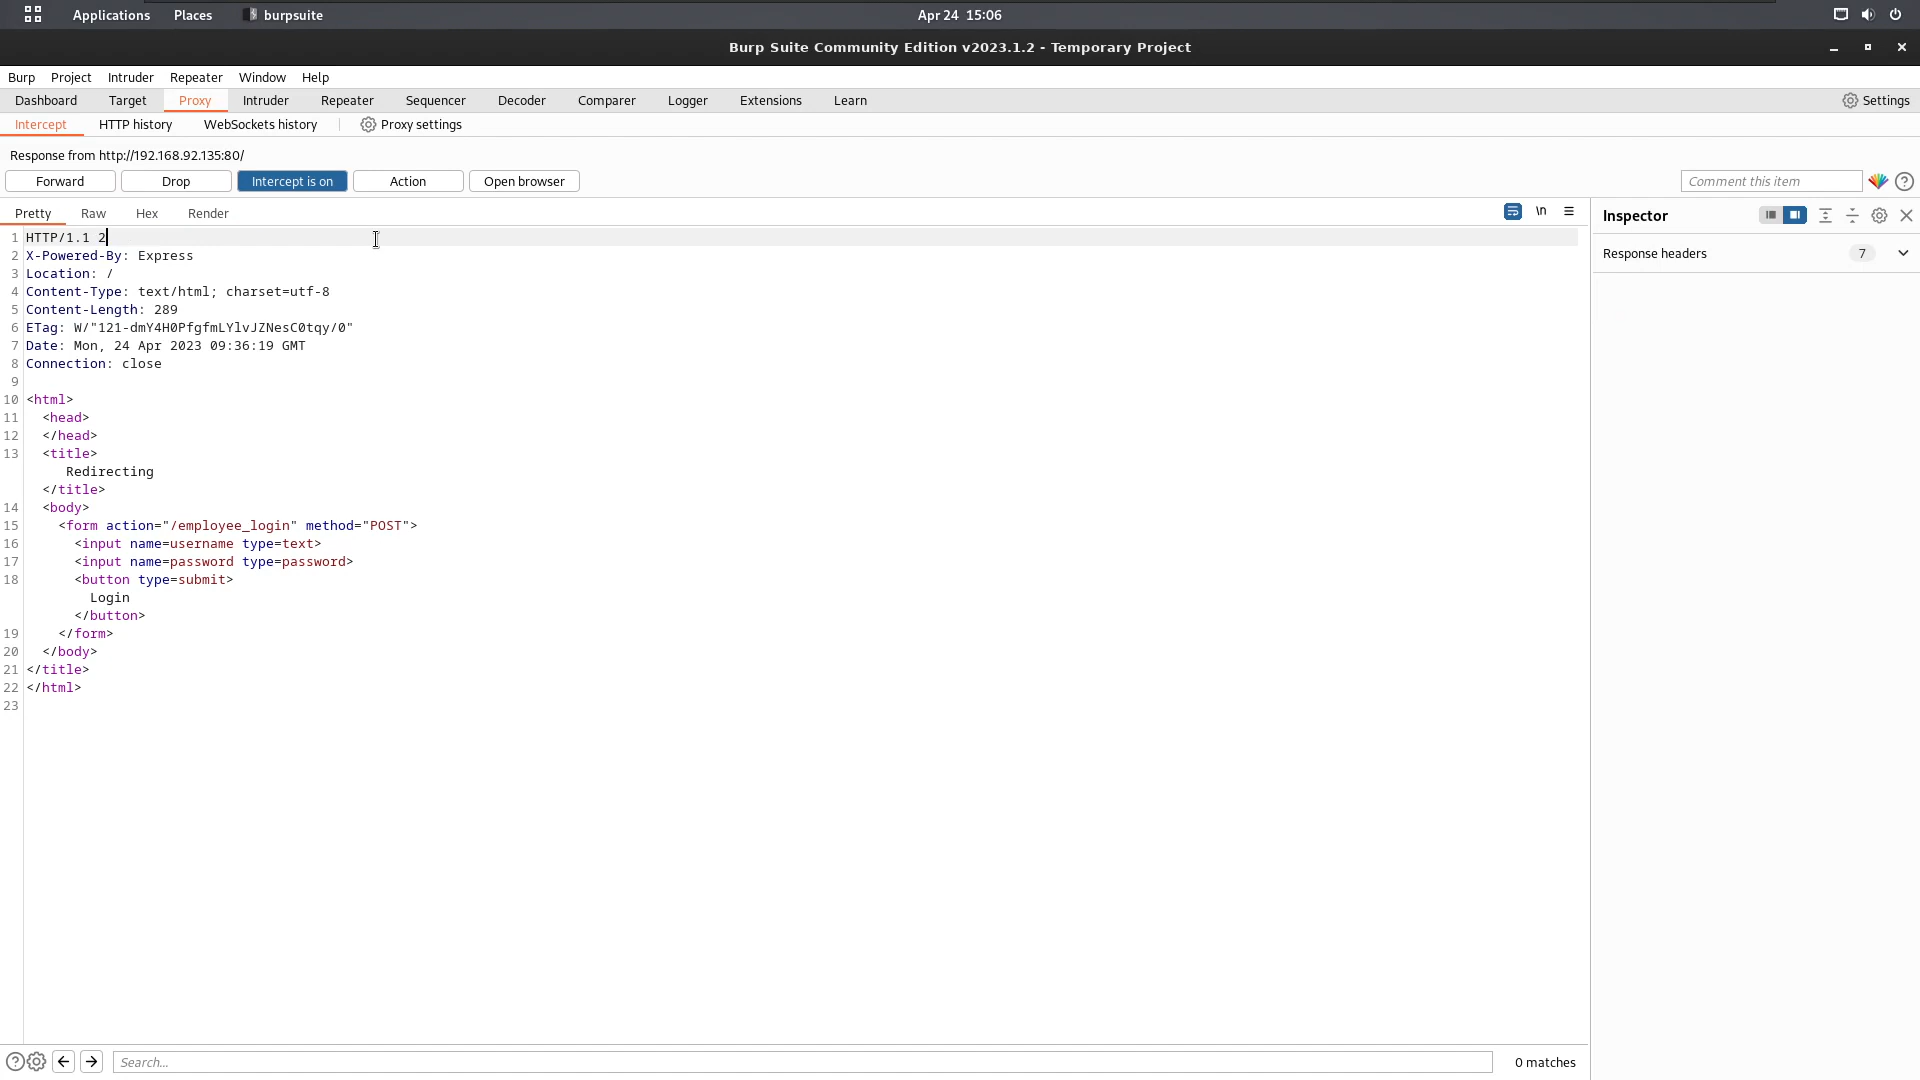 Applications Places burpsuite Apr 24 15:06
Burp Suite Community Edition v2023.1.2 - Temporary Project
Burp Project Intruder Repeater Window Help
Dashboard Target Proxy Intruder Repeater Sequencer Decoder Comparer Logger Extensions Learn Settings
Intercept HTTP history WebSockets history Proxy settings
Response from http://192.168.92.135:80/
Forward Drop Intercept is on Action Open browser Comment this item
Pretty Raw Hex Render \n Inspector
Response headers 7
1 HTTP/1.1 2
2 X-Powered-By: Express
3 Location: /
4 Content-Type: text/html; charset=utf-8
5 Content-Length: 289
6 ETag: W/"121-dmY4H0PfgfmLYlvJZNesC0tqy/0"
7 Date: Mon, 24 Apr 2023 09:36:19 GMT
8 Connection: close
9
10 <html>
11 <head>
12 </head>
13 <title>
Redirecting
</title>
14 <body>
15 <form action="/employee_login" method="POST">
16 <input name=username type=text>
17 <input name=password type=password>
18 <button type=submit>
Login
</button>
19 </form>
20 </body>
21 </title>
22 </html>
23
Search... 0 matches